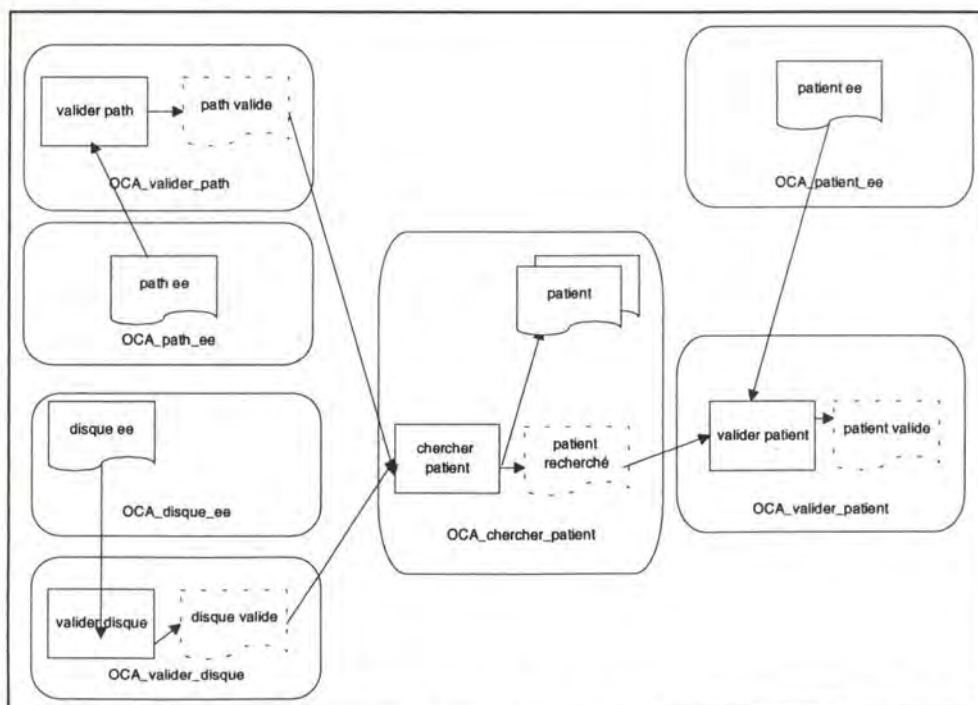 valider path
path valide
OCA_valider_path
path ee
OCA_path_ee
disque ee
OCA_disque_ee
valider disque
disque valide
OCA_valider_disque
patient
chercher
patient
patient
recherché
OCA_chercher_patient
patient ee
OCA_patient_ee
valider patient
patient valide
OCA_valider_patient